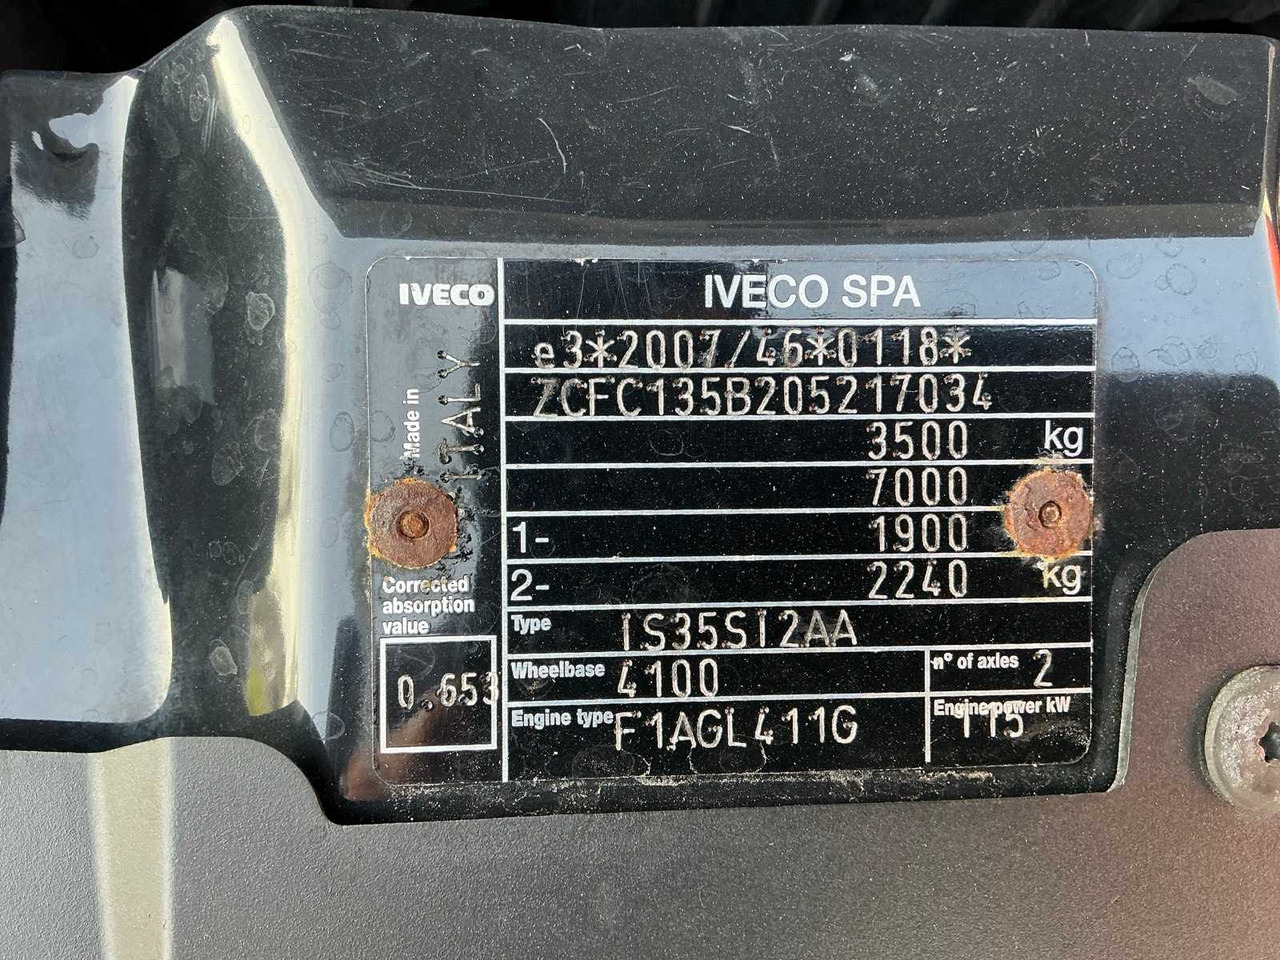 IVECO
IVECO SPA
e3*2007/46*0118*
ZCFC135B205217034
Made in
ITALY
3500 kg
7000
1- 1900
2- 2240 kg
Corrected
absorption
value
0.653
Type IS35SI2AA
Wheelbase 4100
n° of axles 2
Engine type F1AGL411G
Engine power kW 115